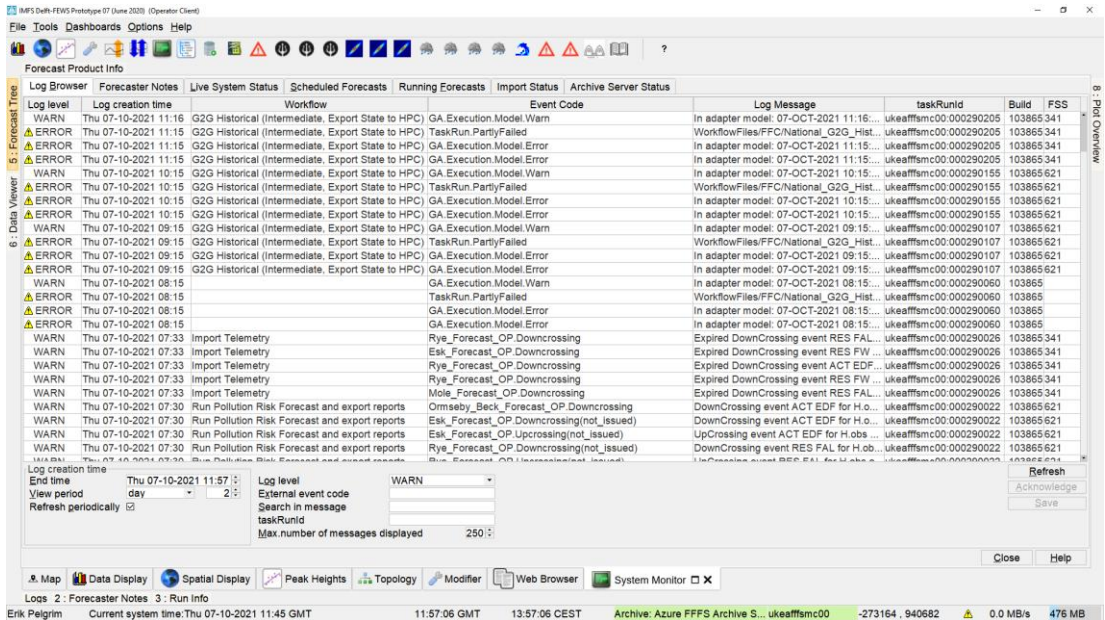 IMFS Delft-FEWS Prototype 07 (June 2020) (Operator Client)
File Tools Dashboards Options Help
?
Forecast Product Info
5 : Forecast Tree
6 : Data Viewer
8 : Plot Overview
Log Browser Forecaster Notes Live System Status Scheduled Forecasts Running Forecasts Import Status Archive Server Status
Log level Log creation time Workflow Event Code Log Message taskRunId Build FSS
WARN Thu 07-10-2021 11:16 G2G Historical (Intermediate, Export State to HPC) GA.Execution.Model.Warn In adapter model: 07-OCT-2021 11:16:... ukeafffsmc00:000290205 103865 341
ERROR Thu 07-10-2021 11:15 G2G Historical (Intermediate, Export State to HPC) TaskRun.PartlyFailed WorkflowFiles/FFC/National_G2G_Hist... ukeafffsmc00:000290205 103865 341
ERROR Thu 07-10-2021 11:15 G2G Historical (Intermediate, Export State to HPC) GA.Execution.Model.Error In adapter model: 07-OCT-2021 11:15:... ukeafffsmc00:000290205 103865 341
ERROR Thu 07-10-2021 11:15 G2G Historical (Intermediate, Export State to HPC) GA.Execution.Model.Error In adapter model: 07-OCT-2021 11:15:... ukeafffsmc00:000290205 103865 341
WARN Thu 07-10-2021 10:15 G2G Historical (Intermediate, Export State to HPC) GA.Execution.Model.Warn In adapter model: 07-OCT-2021 10:15:... ukeafffsmc00:000290155 103865 621
ERROR Thu 07-10-2021 10:15 G2G Historical (Intermediate, Export State to HPC) TaskRun.PartlyFailed WorkflowFiles/FFC/National_G2G_Hist... ukeafffsmc00:000290155 103865 621
ERROR Thu 07-10-2021 10:15 G2G Historical (Intermediate, Export State to HPC) GA.Execution.Model.Error In adapter model: 07-OCT-2021 10:15:... ukeafffsmc00:000290155 103865 621
ERROR Thu 07-10-2021 10:15 G2G Historical (Intermediate, Export State to HPC) GA.Execution.Model.Error In adapter model: 07-OCT-2021 10:15:... ukeafffsmc00:000290155 103865 621
WARN Thu 07-10-2021 09:15 G2G Historical (Intermediate, Export State to HPC) GA.Execution.Model.Warn In adapter model: 07-OCT-2021 09:15:... ukeafffsmc00:000290107 103865 621
ERROR Thu 07-10-2021 09:15 G2G Historical (Intermediate, Export State to HPC) TaskRun.PartlyFailed WorkflowFiles/FFC/National_G2G_Hist... ukeafffsmc00:000290107 103865 621
ERROR Thu 07-10-2021 09:15 G2G Historical (Intermediate, Export State to HPC) GA.Execution.Model.Error In adapter model: 07-OCT-2021 09:15:... ukeafffsmc00:000290107 103865 621
ERROR Thu 07-10-2021 09:15 G2G Historical (Intermediate, Export State to HPC) GA.Execution.Model.Error In adapter model: 07-OCT-2021 09:15:... ukeafffsmc00:000290107 103865 621
WARN Thu 07-10-2021 08:15 GA.Execution.Model.Warn In adapter model: 07-OCT-2021 08:15:... ukeafffsmc00:000290060 103865
ERROR Thu 07-10-2021 08:15 TaskRun.PartlyFailed WorkflowFiles/FFC/National_G2G_Hist... ukeafffsmc00:000290060 103865
ERROR Thu 07-10-2021 08:15 GA.Execution.Model.Error In adapter model: 07-OCT-2021 08:15:... ukeafffsmc00:000290060 103865
ERROR Thu 07-10-2021 08:15 GA.Execution.Model.Error In adapter model: 07-OCT-2021 08:15:... ukeafffsmc00:000290060 103865
WARN Thu 07-10-2021 07:33 Import Telemetry Rye_Forecast_OP.Downcrossing Expired DownCrossing event RES FAL... ukeafffsmc00:000290026 103865 341
WARN Thu 07-10-2021 07:33 Import Telemetry Esk_Forecast_OP.Downcrossing Expired DownCrossing event RES FW ... ukeafffsmc00:000290026 103865 341
WARN Thu 07-10-2021 07:33 Import Telemetry Rye_Forecast_OP.Downcrossing Expired DownCrossing event ACT EDF... ukeafffsmc00:000290026 103865 341
WARN Thu 07-10-2021 07:33 Import Telemetry Rye_Forecast_OP.Downcrossing Expired DownCrossing event RES FW ... ukeafffsmc00:000290026 103865 341
WARN Thu 07-10-2021 07:33 Import Telemetry Mole_Forecast_OP.Downcrossing Expired DownCrossing event RES FAL... ukeafffsmc00:000290026 103865 341
WARN Thu 07-10-2021 07:30 Run Pollution Risk Forecast and export reports Ormseby_Beck_Forecast_OP.Downcrossing DownCrossing event ACT EDF for H.o... ukeafffsmc00:000290022 103865 621
WARN Thu 07-10-2021 07:30 Run Pollution Risk Forecast and export reports Esk_Forecast_OP.Downcrossing(not_issued) DownCrossing event ACT EDF for H.o... ukeafffsmc00:000290022 103865 621
WARN Thu 07-10-2021 07:30 Run Pollution Risk Forecast and export reports Esk_Forecast_OP.Upcrossing(not_issued) UpCrossing event ACT EDF for H.obs ... ukeafffsmc00:000290022 103865 621
WARN Thu 07-10-2021 07:30 Run Pollution Risk Forecast and export reports Rye_Forecast_OP.Downcrossing(not_issued) DownCrossing event RES FAL for H.ob... ukeafffsmc00:000290022 103865 621
Log creation time
End time Thu 07-10-2021 11:57
View period day 2
Refresh periodically
Log level WARN
External event code
Search in message
taskRunId
Max.number of messages displayed 250
Refresh
Acknowledge
Save
Close Help
Map Data Display Spatial Display Peak Heights Topology Modifier Web Browser System Monitor
Logs 2 : Forecaster Notes 3 : Run Info
Erik Pelgrim Current system time:Thu 07-10-2021 11:45 GMT 11:57:06 GMT 13:57:06 CEST Archive: Azure FFFS Archive S... ukeafffsmc00 -273164 , 940682 0.0 MB/s 476 MB